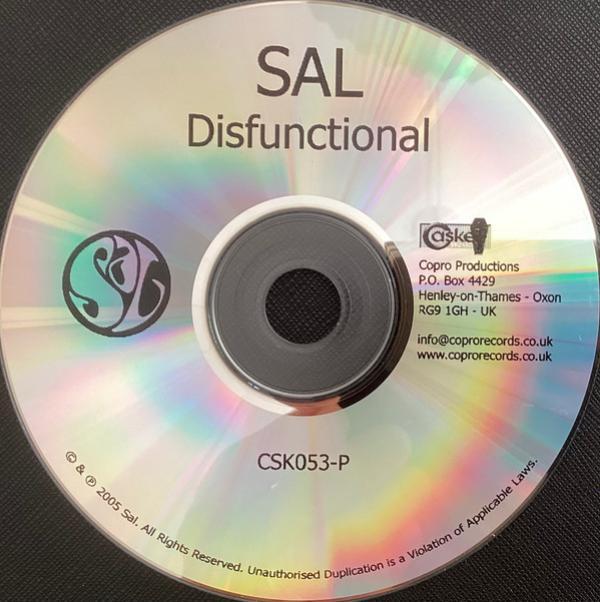 SAL
Disfunctional
SAL
Casket
Copro Productions
P.O. Box 4429
Henley-on-Thames - Oxon
RG9 1GH - UK
info@coprorecords.co.uk
www.coprorecords.co.uk
CSK053-P
© & ℗ 2005 Sal. All Rights Reserved. Unauthorised Duplication is a Violation of Applicable Laws.